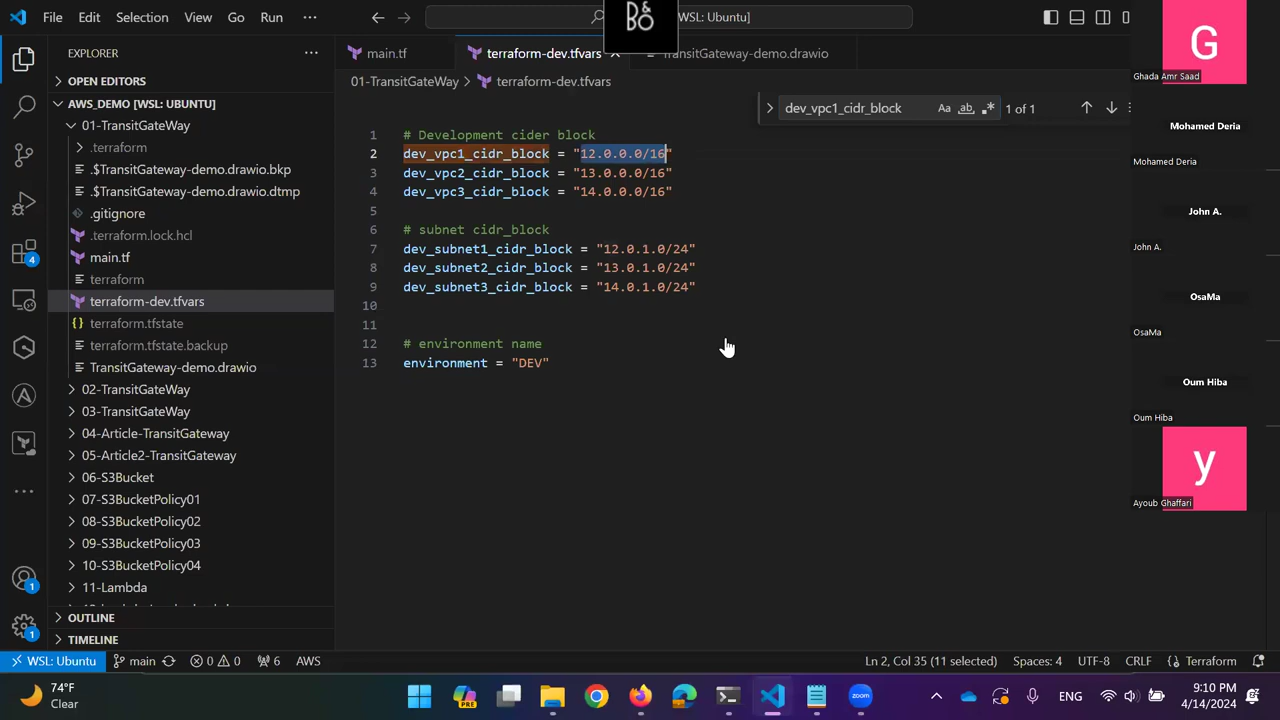 File Edit Selection View Go Run ··· WSL: Ubuntu]
B&
BO
EXPLORER ···
OPEN EDITORS
AWS_DEMO [WSL: UBUNTU]
01-TransitGateWay
.terraform
.$TransitGateway-demo.drawio.bkp
.$TransitGateway-demo.drawio.dtmp
.gitignore
.terraform.lock.hcl
main.tf
terraform
terraform-dev.tfvars
terraform.tfstate
terraform.tfstate.backup
TransitGateway-demo.drawio
02-TransitGateWay
03-TransitGateWay
04-Article-TransitGateway
05-Article2-TransitGateway
06-S3Bucket
07-S3BucketPolicy01
08-S3BucketPolicy02
09-S3BucketPolicy03
10-S3BucketPolicy04
11-Lambda
OUTLINE
TIMELINE
4
1
1
main.tf terraform-dev.tfvars TransitGateway-demo.drawio
01-TransitGateWay > terraform-dev.tfvars
dev_vpc1_cidr_block Aa ab 1 of 1
1 # Development cider block
2 dev_vpc1_cidr_block = "12.0.0.0/16"
3 dev_vpc2_cidr_block = "13.0.0.0/16"
4 dev_vpc3_cidr_block = "14.0.0.0/16"
5
6 # subnet cidr_block
7 dev_subnet1_cidr_block = "12.0.1.0/24"
8 dev_subnet2_cidr_block = "13.0.1.0/24"
9 dev_subnet3_cidr_block = "14.0.1.0/24"
10
11
12 # environment name
13 environment = "DEV"
G
Ghada Amr Saad
Mohamed Deria
Mohamed Deria
John A.
John A.
OsaMa
OsaMa
Oum Hiba
Oum Hiba
y
Ayoub Ghaffari
WSL: Ubuntu main 0 0 6 AWS Ln 2, Col 35 (11 selected) Spaces: 4 UTF-8 CRLF Terraform
74°F
Clear
PRE
zoom
ENG
9:10 PM
4/14/2024